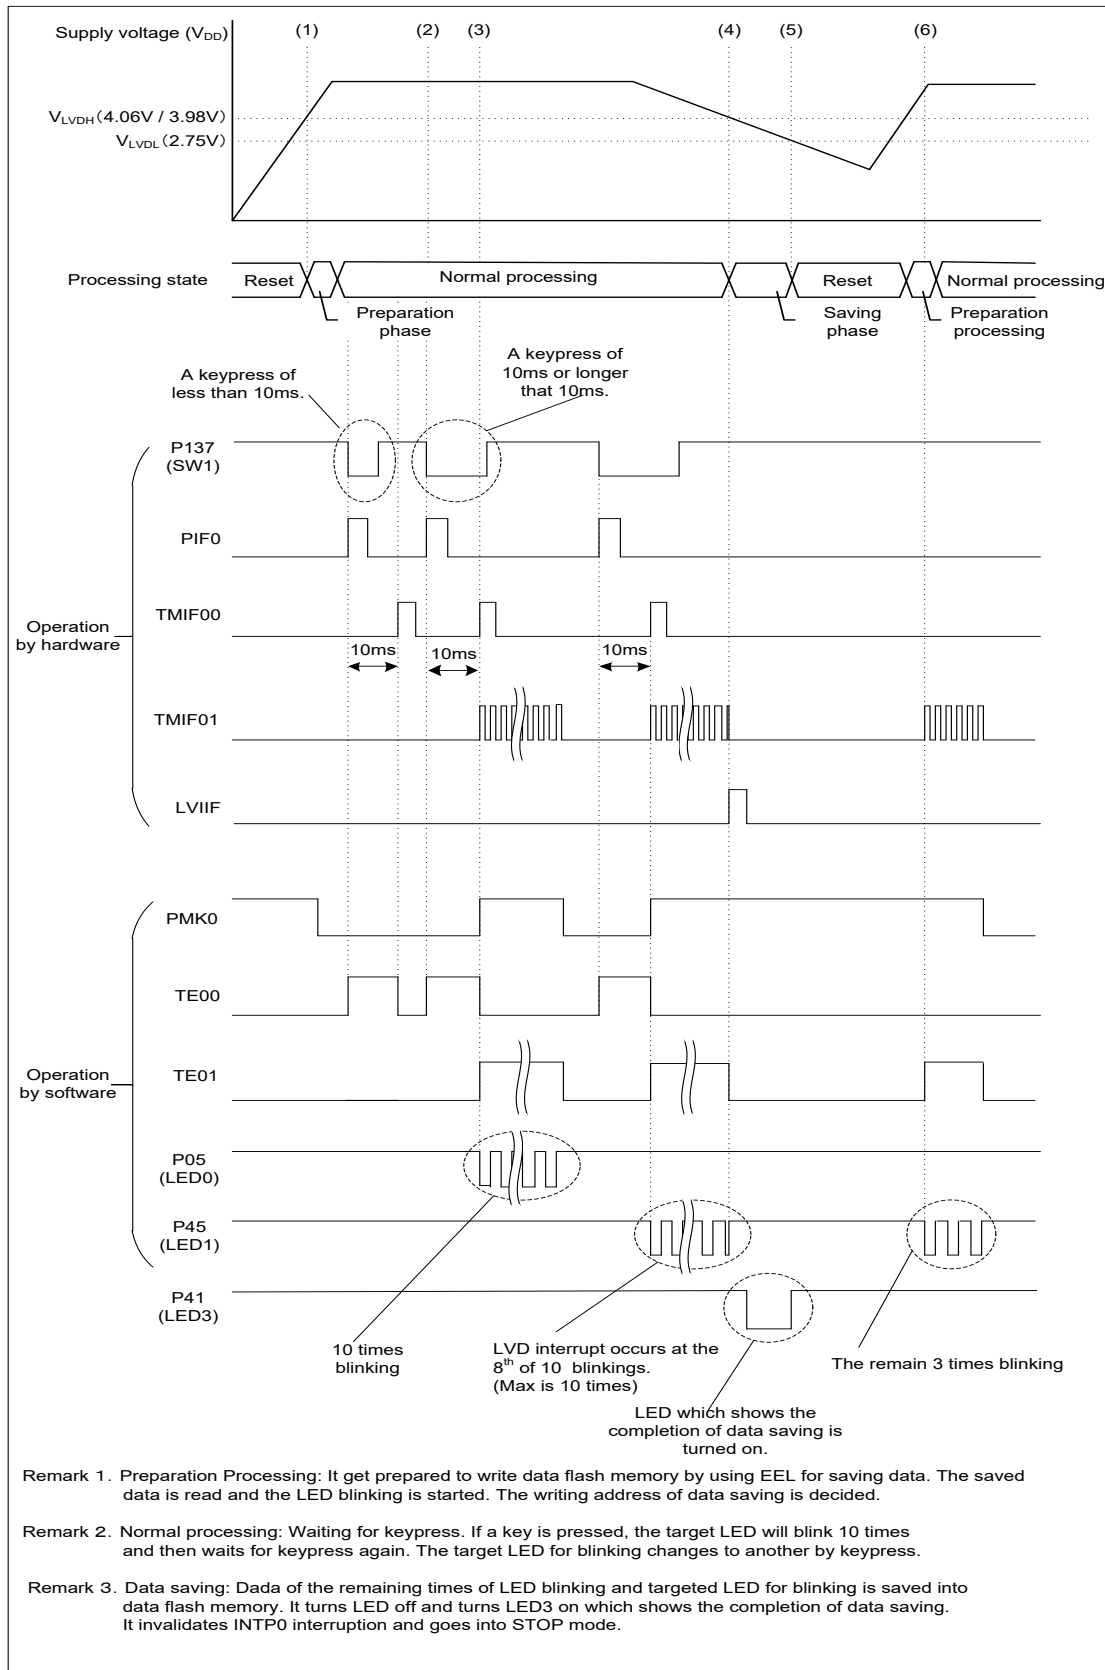 Supply voltage (VDD)
(1)
(2)
(3)
(4)
(5)
(6)
VLVDH (4.06V / 3.98V)
VLVDL (2.75V)
Processing state
Reset
Normal processing
Reset
Normal processing
Preparation
phase
Saving
phase
Preparation
processing
A keypress of
less than 10ms.
A keypress of
10ms or longer
that 10ms.
P137
(SW1)
PIF0
TMIF00
Operation
by hardware
10ms
10ms
10ms
TMIF01
LVIIF
PMK0
TE00
Operation
by software
TE01
P05
(LED0)
P45
(LED1)
P41
(LED3)
10 times
blinking
LVD interrupt occurs at the
8th of 10 blinkings.
(Max is 10 times)
The remain 3 times blinking
LED which shows the
completion of data saving is
turned on.
Remark 1. Preparation Processing: It get prepared to write data flash memory by using EEL for saving data. The saved
data is read and the LED blinking is started. The writing address of data saving is decided.
Remark 2. Normal processing: Waiting for keypress. If a key is pressed, the target LED will blink 10 times
and then waits for keypress again. The target LED for blinking changes to another by keypress.
Remark 3. Data saving: Dada of the remaining times of LED blinking and targeted LED for blinking is saved into
data flash memory. It turns LED off and turns LED3 on which shows the completion of data saving.
It invalidates INTP0 interruption and goes into STOP mode.